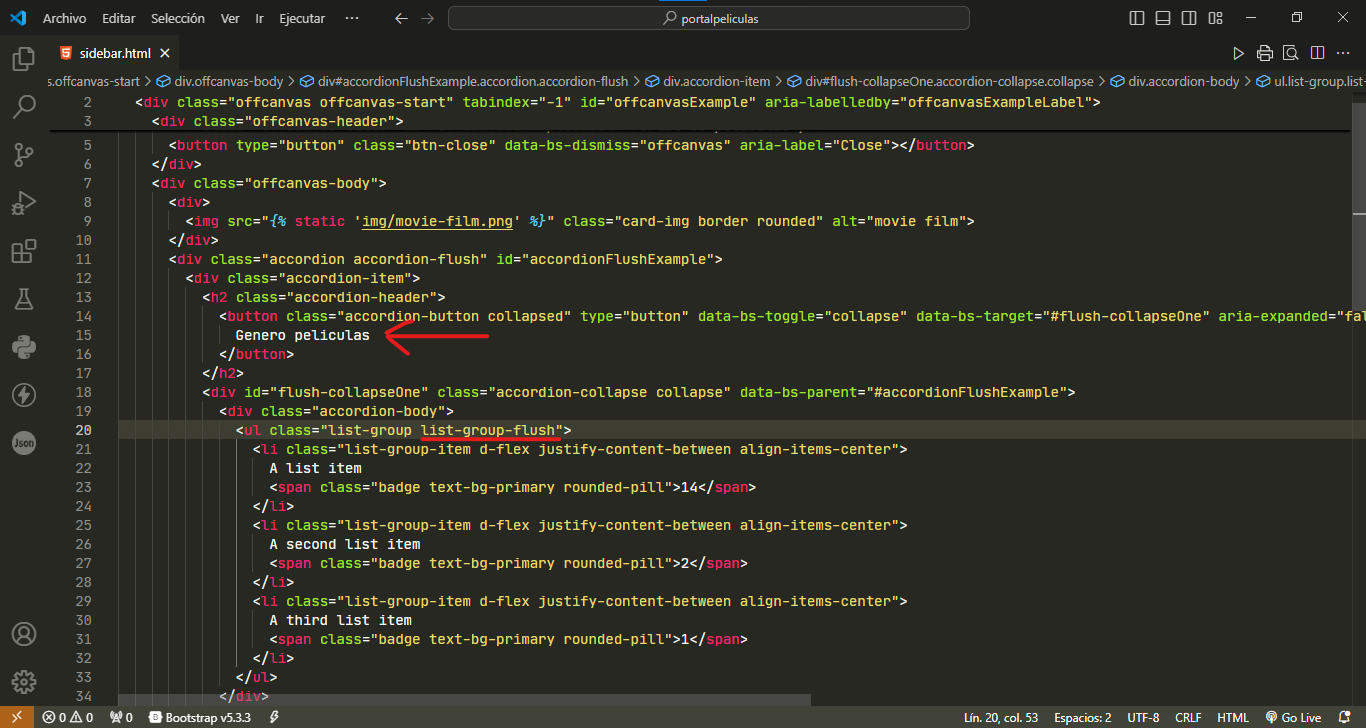 Archivo Editar Selección Ver Ir Ejecutar ··· portalpeliculas
sidebar.html
s.offcanvas-start > div.offcanvas-body > div#accordionFlushExample.accordion.accordion-flush > div.accordion-item > div#flush-collapseOne.accordion-collapse.collapse > div.accordion-body > ul.list-group.list-
2 <div class="offcanvas offcanvas-start" tabindex="-1" id="offcanvasExample" aria-labelledby="offcanvasExampleLabel">
3 <div class="offcanvas-header">
5 <button type="button" class="btn-close" data-bs-dismiss="offcanvas" aria-label="Close"></button>
6 </div>
7 <div class="offcanvas-body">
8 <div>
9 <img src="{% static 'img/movie-film.png' %}" class="card-img border rounded" alt="movie film">
10 </div>
11 <div class="accordion accordion-flush" id="accordionFlushExample">
12 <div class="accordion-item">
13 <h2 class="accordion-header">
14 <button class="accordion-button collapsed" type="button" data-bs-toggle="collapse" data-bs-target="#flush-collapseOne" aria-expanded="fal
15 Genero peliculas
16 </button>
17 </h2>
18 <div id="flush-collapseOne" class="accordion-collapse collapse" data-bs-parent="#accordionFlushExample">
19 <div class="accordion-body">
20 <ul class="list-group list-group-flush">
21 <li class="list-group-item d-flex justify-content-between align-items-center">
22 A list item
23 <span class="badge text-bg-primary rounded-pill">14</span>
24 </li>
25 <li class="list-group-item d-flex justify-content-between align-items-center">
26 A second list item
27 <span class="badge text-bg-primary rounded-pill">2</span>
28 </li>
29 <li class="list-group-item d-flex justify-content-between align-items-center">
30 A third list item
31 <span class="badge text-bg-primary rounded-pill">1</span>
32 </li>
33 </ul>
34 </div>
Json
0 0 0 Bootstrap v5.3.3 Lín. 20, col. 53 Espacios: 2 UTF-8 CRLF HTML Go Live